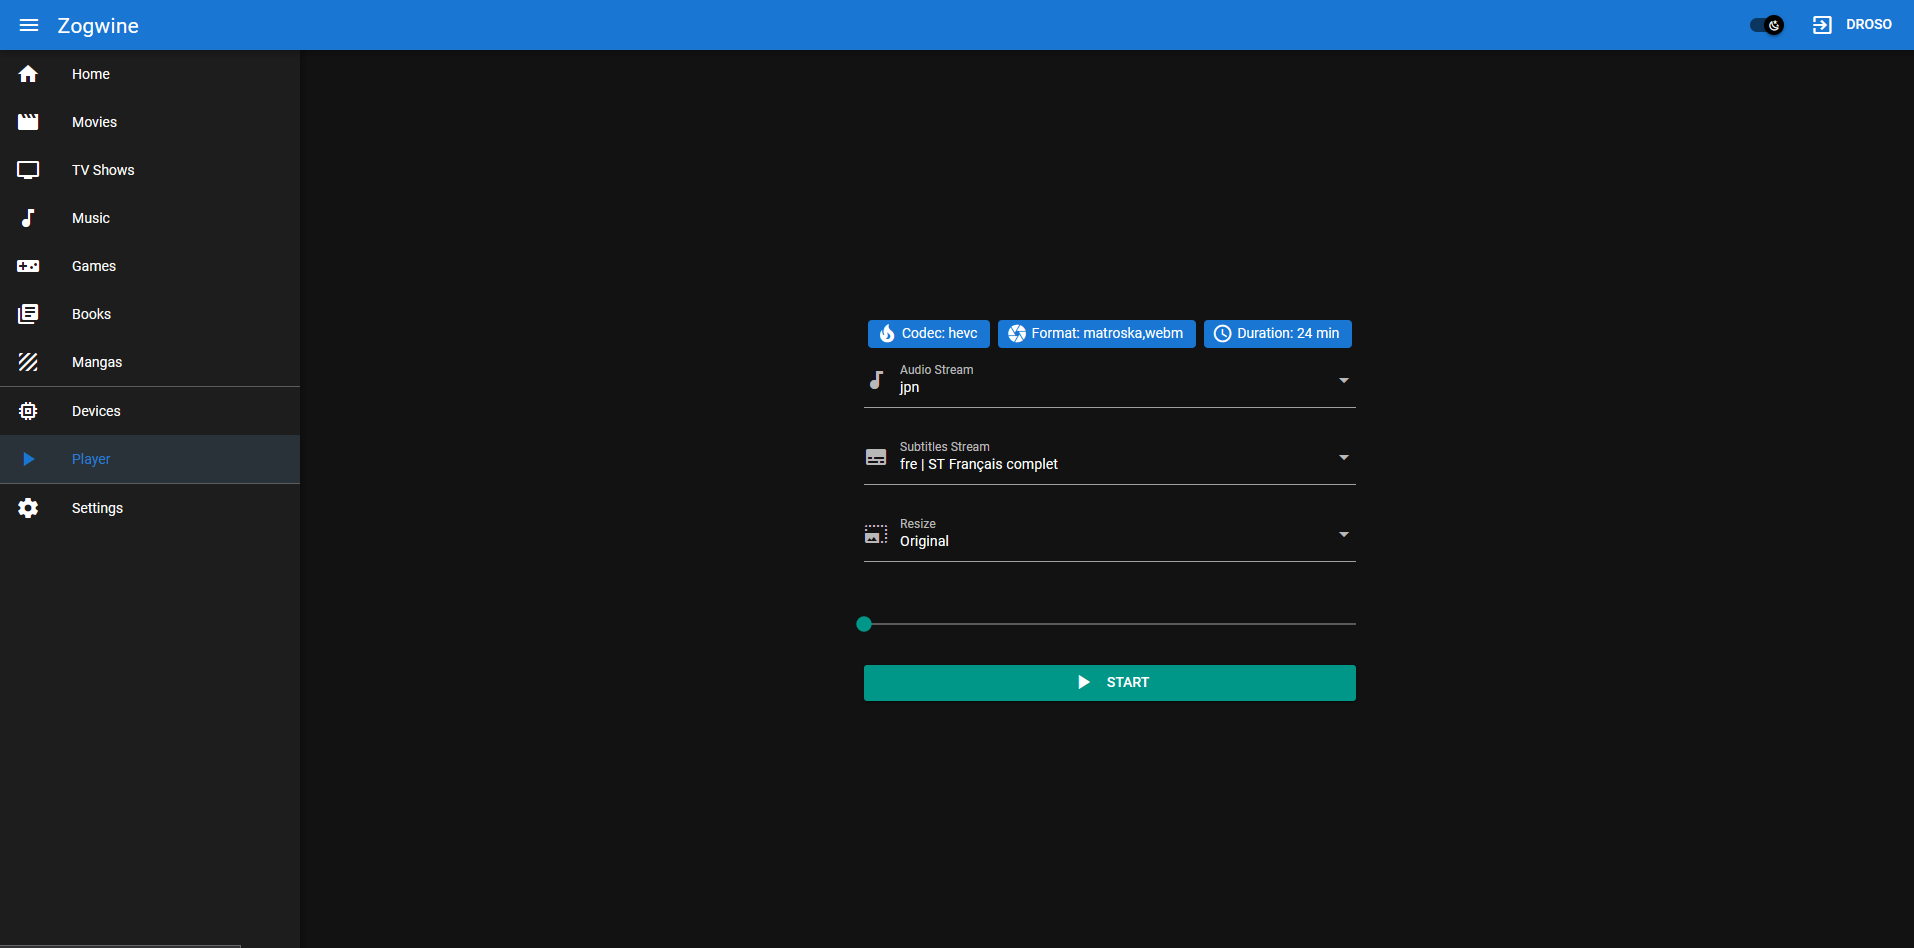 Zogwine
DROSO
Home
Movies
TV Shows
Music
Games
Books
Mangas
Devices
Player
Settings
Codec: hevc
Format: matroska,webm
Duration: 24 min
Audio Stream
jpn
Subtitles Stream
fre | ST Français complet
Resize
Original
START